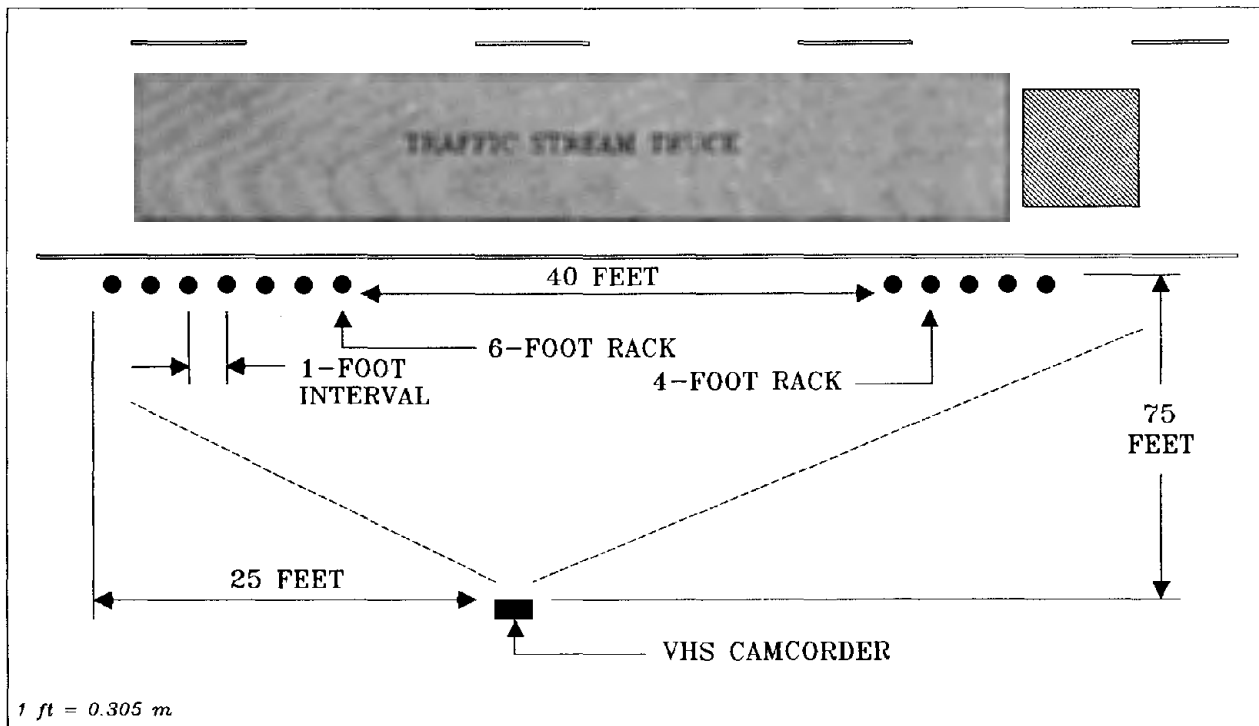 TRAFFIC STREAM TRUCK
40 FEET
6-FOOT RACK
1-FOOT
INTERVAL
4-FOOT RACK
75
FEET
25 FEET
VHS CAMCORDER
1 ft = 0.305 m